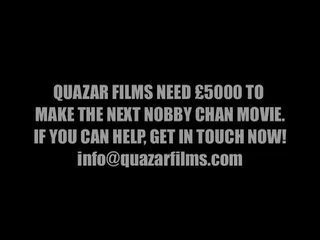 QUAZAR FILMS NEED £5000 TO
MAKE THE NEXT NOBBY CHAN MOVIE.
IF YOU CAN HELP, GET IN TOUCH NOW!
info@quazarfilms.com